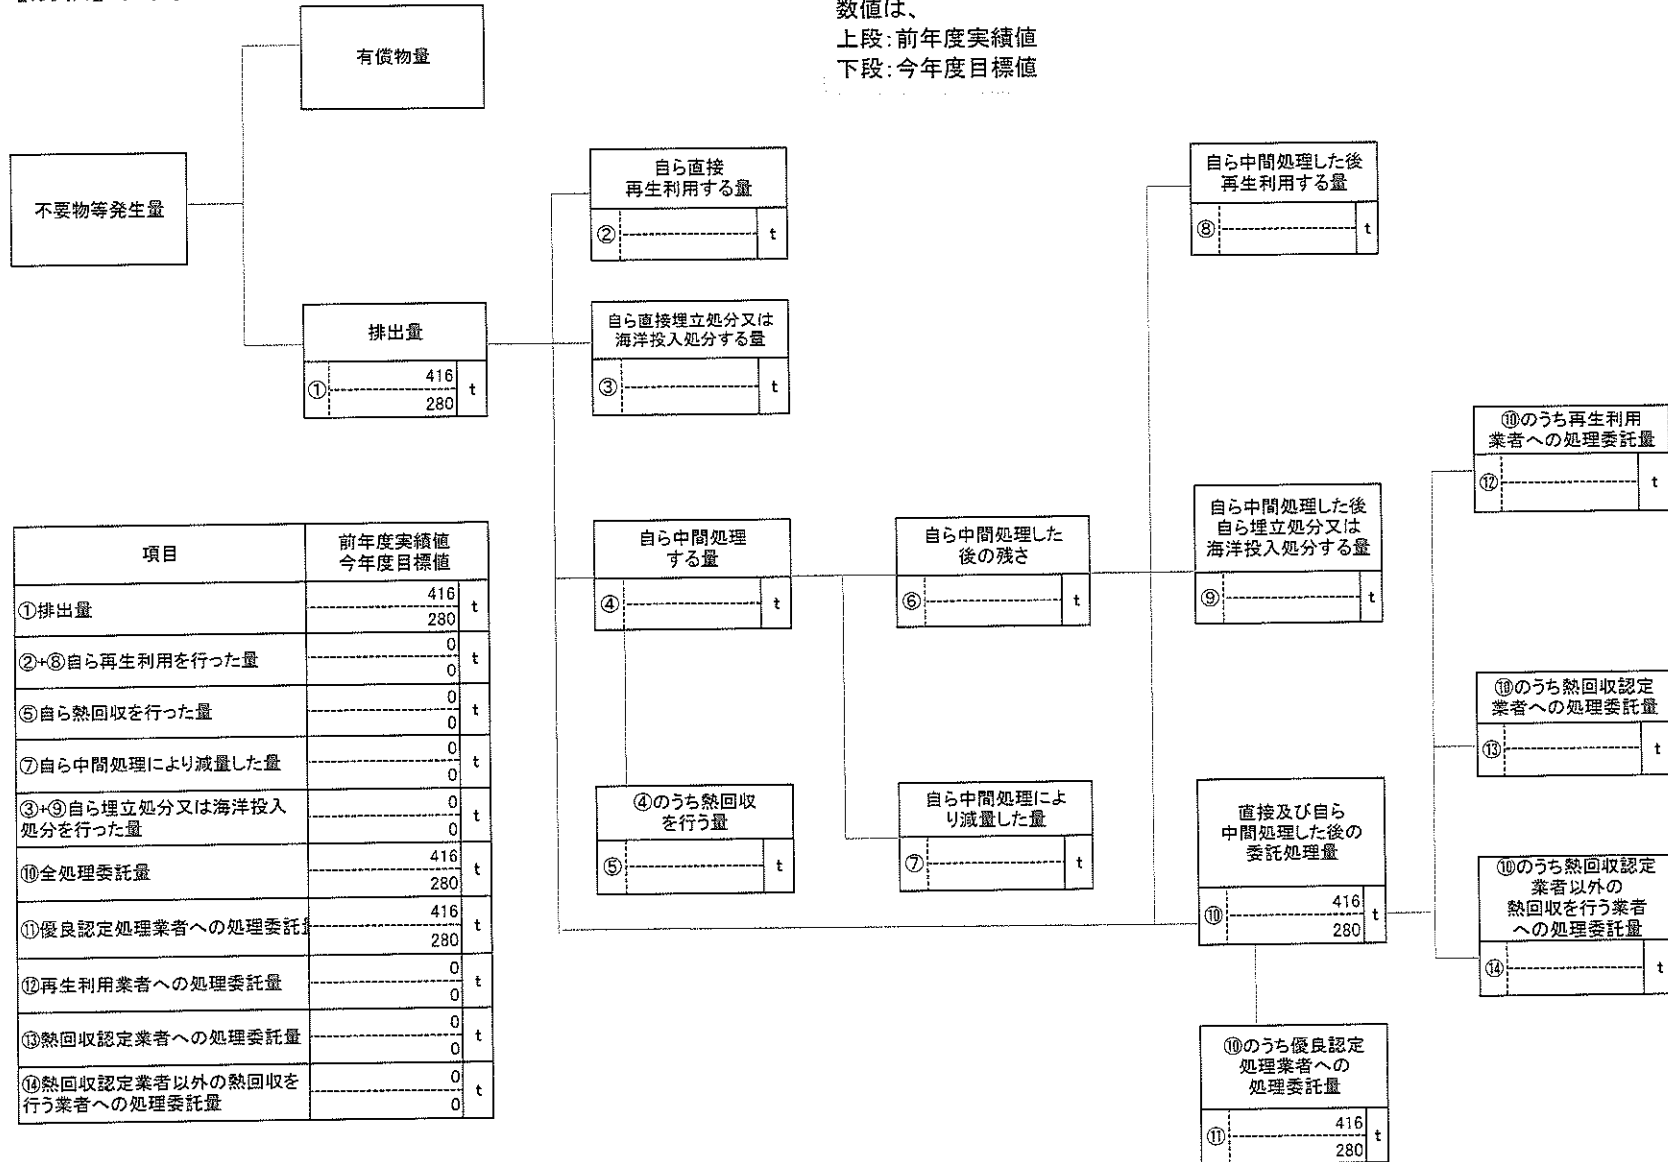 数値は、
上段：前年度実績値
下段：今年度目標値
有償物量
不要物等発生量
排出量
① 416 t
280
自ら直接
再生利用する量
② t
自ら直接埋立処分又は
海洋投入処分する量
③ t
自ら中間処理
する量
④ t
④のうち熱回収
を行う量
⑤ t
自ら中間処理した
後の残さ
⑥ t
自ら中間処理によ
り減量した量
⑦ t
自ら中間処理した後
再生利用する量
⑧ t
自ら中間処理した後
自ら埋立処分又は
海洋投入処分する量
⑨ t
直接及び自ら
中間処理した後の
委託処理量
⑩ 416 t
280
⑩のうち優良認定
処理業者への
処理委託量
⑪ 416 t
280
⑩のうち再生利用
業者への処理委託量
⑫ t
⑩のうち熱回収認定
業者への処理委託量
⑬ t
⑩のうち熱回収認定
業者以外の
熱回収を行う業者
への処理委託量
⑭ t
項目 前年度実績値
今年度目標値
①排出量 416 t
280
②+⑧自ら再生利用を行った量 0 t
0
⑤自ら熱回収を行った量 0 t
0
⑦自ら中間処理により減量した量 0 t
0
③+⑨自ら埋立処分又は海洋投入
処分を行った量 0 t
0
⑩全処理委託量 416 t
280
⑪優良認定処理業者への処理委託 416 t
280
⑫再生利用業者への処理委託量 0 t
0
⑬熱回収認定業者への処理委託量 0 t
0
⑭熱回収認定業者以外の熱回収を
行う業者への処理委託量 0 t
0